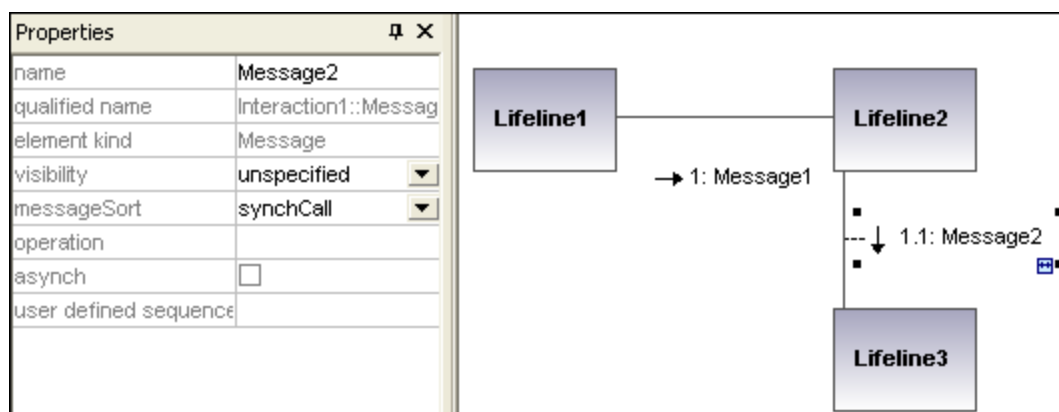 Properties
name Message2
qualified name Interaction1::Messag
element kind Message
visibility unspecified
messageSort synchCall
operation
asynch
user defined sequence
Lifeline1
Lifeline2
1: Message1
1.1: Message2
Lifeline3